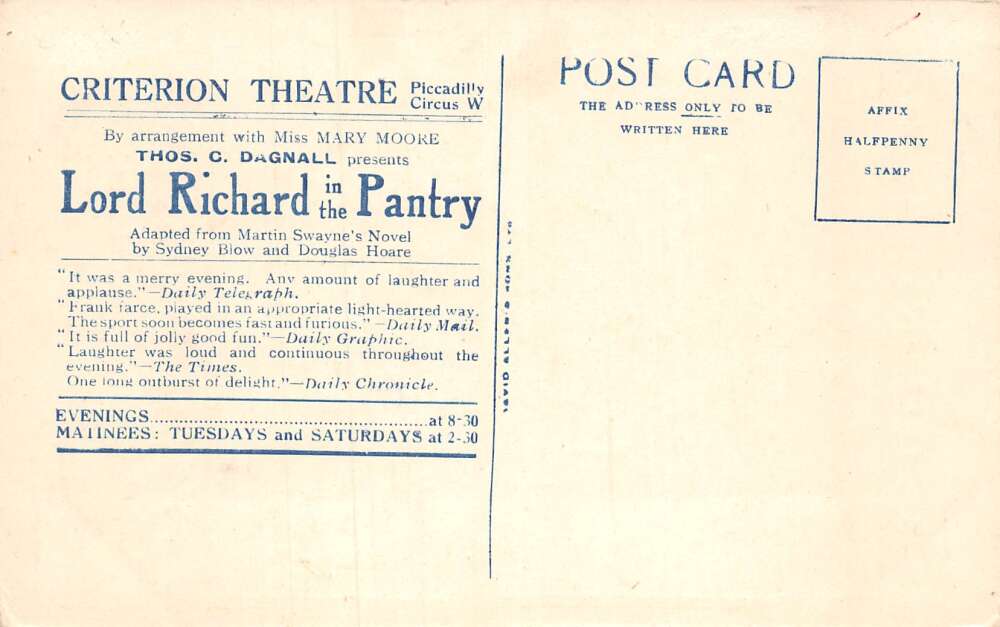 CRITERION THEATRE Piccadilly Circus W
By arrangement with Miss MARY MOORE
THOS. C. DAGNALL presents
Lord Richard in the Pantry
Adapted from Martin Swayne's Novel
by Sydney Blow and Douglas Hoare
"It was a merry evening. Any amount of laughter and
applause."—Daily Telegraph.
"Frank farce, played in an appropriate light-hearted way.
The sport soon becomes fast and furious."—Daily Mail.
"It is full of jolly good fun."—Daily Graphic.
"Laughter was loud and continuous throughout the
evening."—The Times.
One long outburst of delight."—Daily Chronicle.
EVENINGS....................................................at 8-30
MATINEES: TUESDAYS and SATURDAYS at 2-30
DAVID ALLEN & SONS LTD
POST CARD
THE ADDRESS ONLY TO BE
WRITTEN HERE
AFFIX
HALFPENNY
STAMP